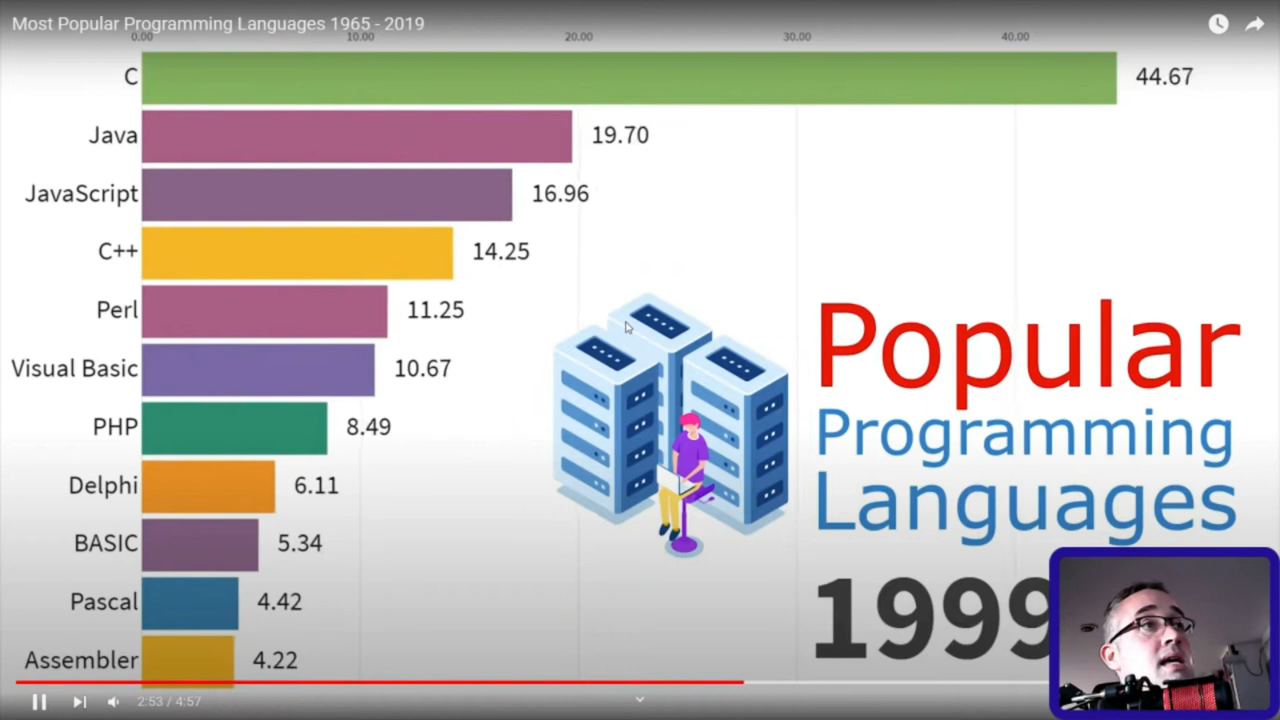 Most Popular Programming Languages 1965 - 2019
0.00 10.00 20.00 30.00 40.00
C 44.67
Java 19.70
JavaScript 16.96
C++ 14.25
Perl 11.25
Visual Basic 10.67
PHP 8.49
Delphi 6.11
BASIC 5.34
Pascal 4.42
Assembler 4.22
Popular
Programming
Languages
1999
2:53 / 4:57